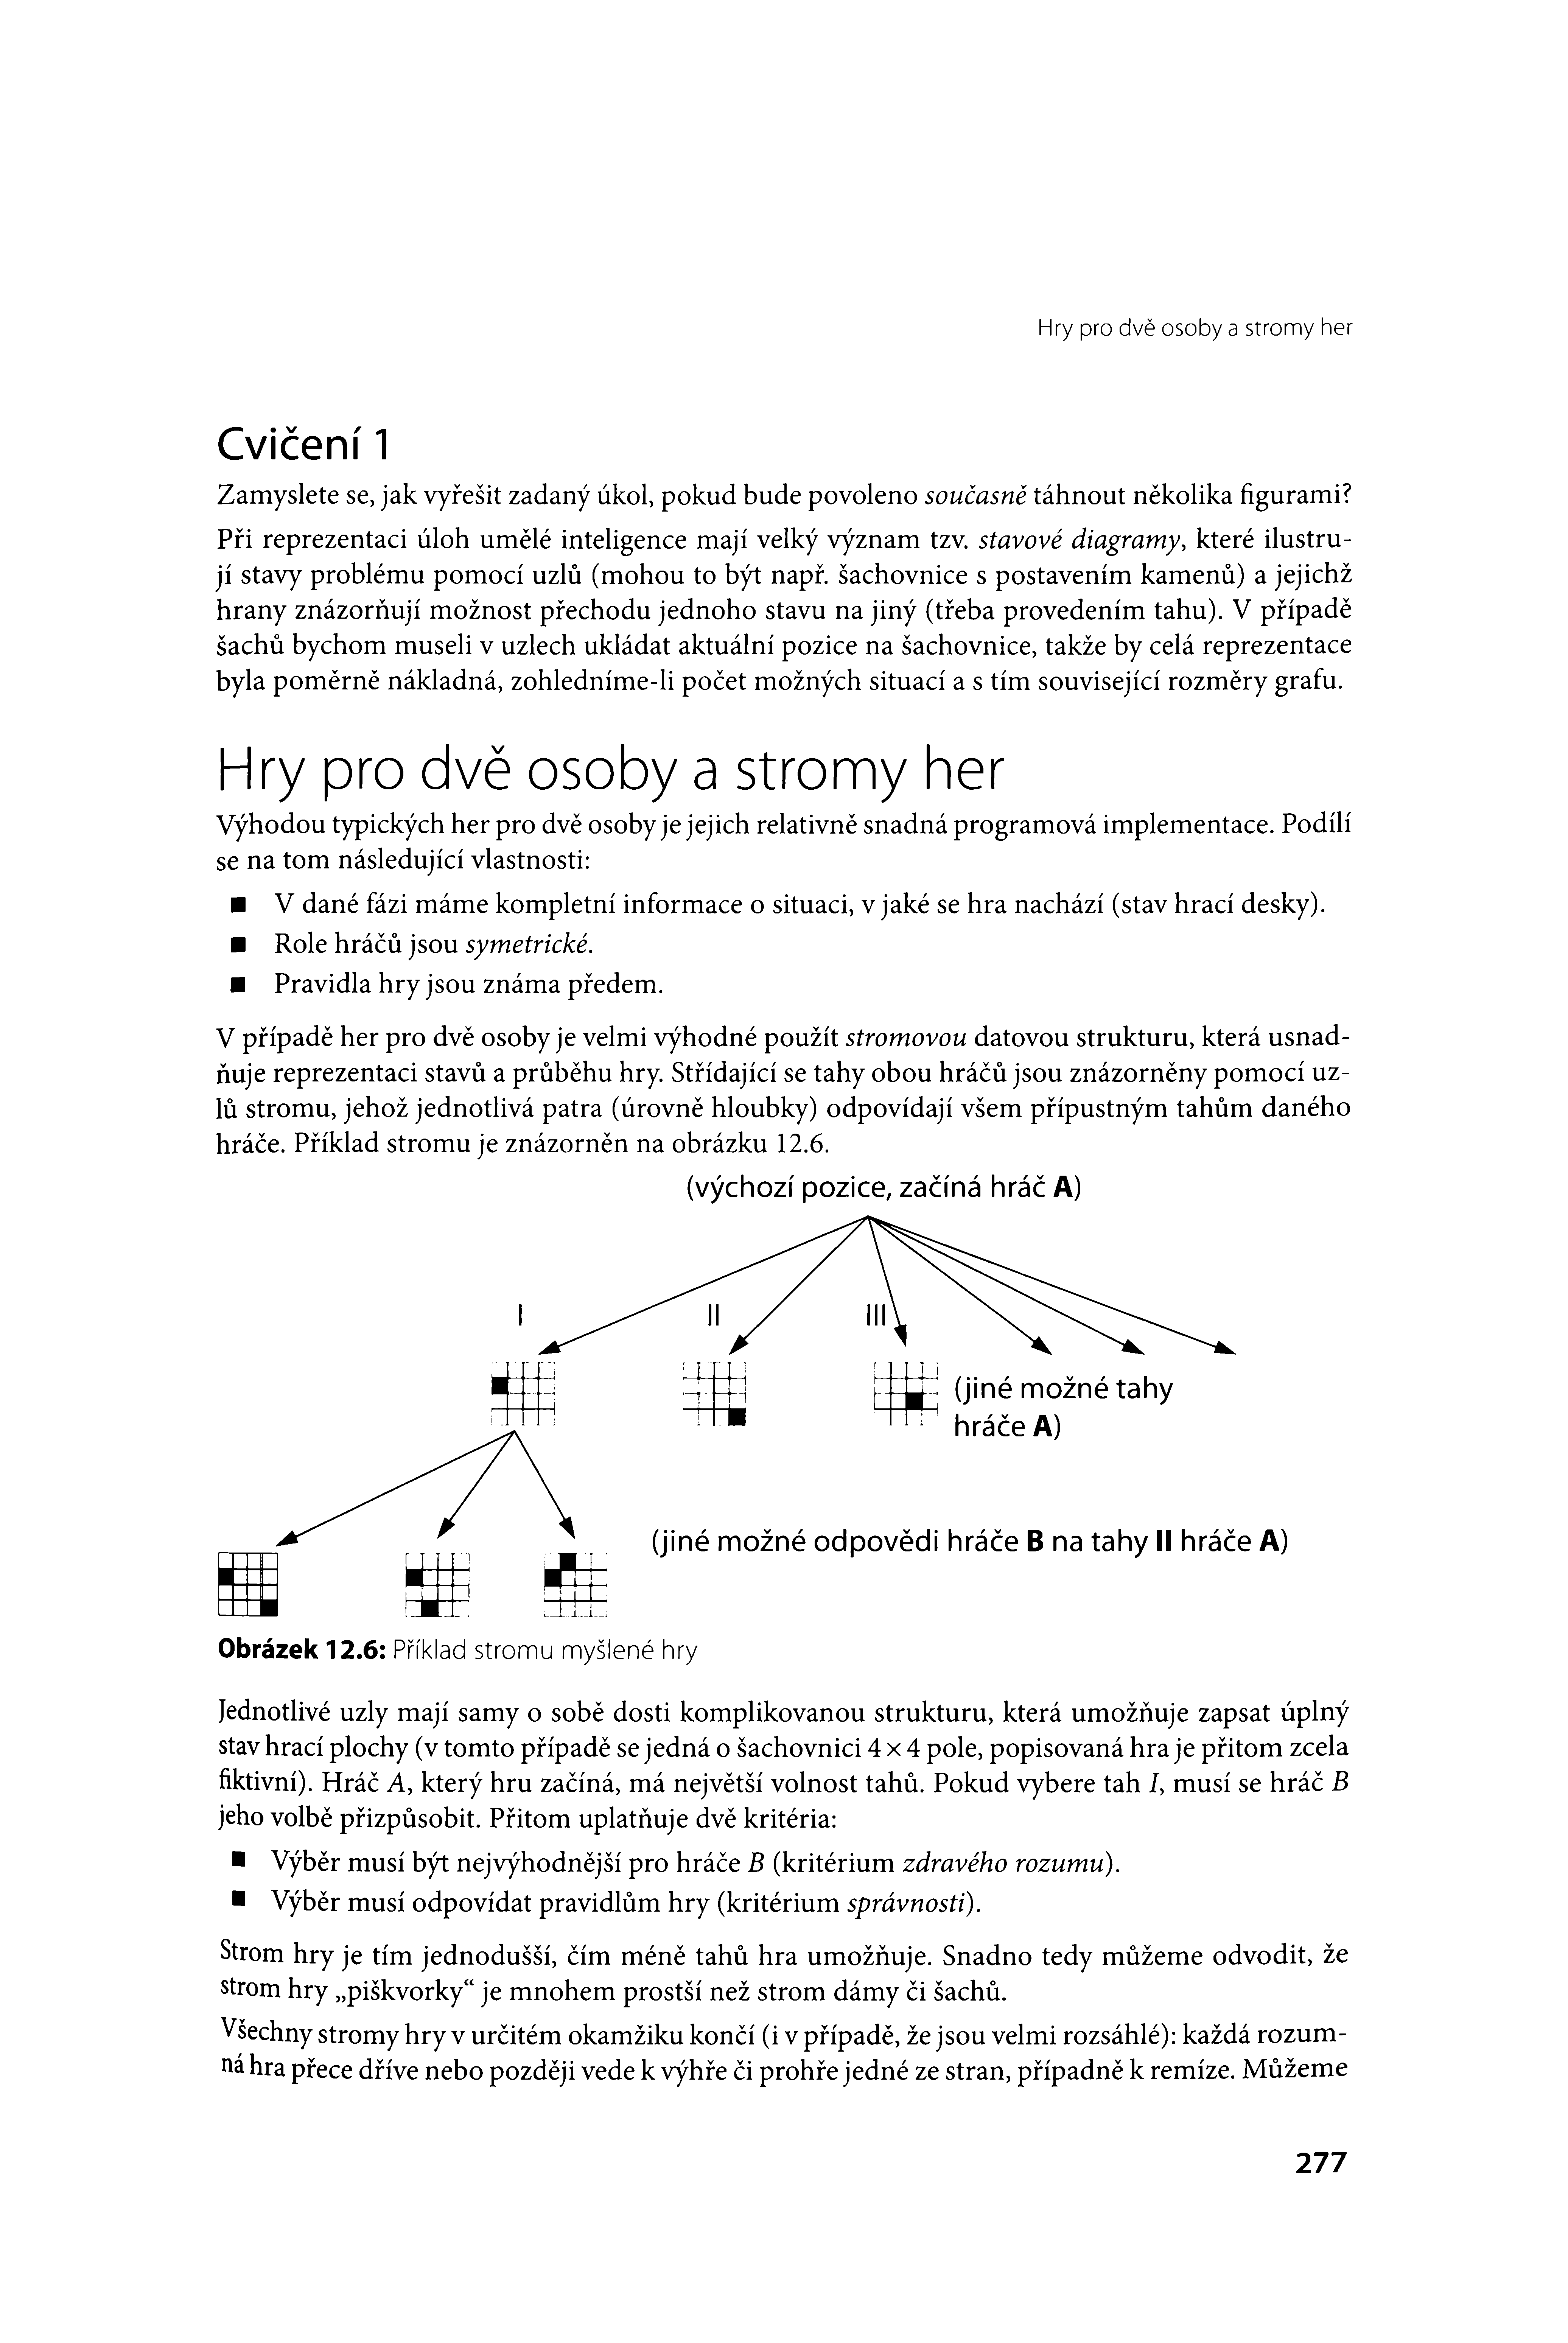 Hry pro dvě osoby a stromy her
Cvičení 1
Zamyslete se, jak vyřešit zadaný úkol, pokud bude povoleno současně táhnout několika figurami?
Při reprezentaci úloh umělé inteligence mají velký význam tzv. stavové diagramy, které ilustru-
jí stavy problému pomocí uzlů (mohou to být např. šachovnice s postavením kamenů) a jejichž
hrany znázorňují možnost přechodu jednoho stavu na jiný (třeba provedením tahu). V případě
šachů bychom museli v uzlech ukládat aktuální pozice na šachovnice, takže by celá reprezentace
byla poměrně nákladná, zohledníme-li počet možných situací a s tím související rozměry grafu.
Hry pro dvě osoby a stromy her
Výhodou typických her pro dvě osoby je jejich relativně snadná programová implementace. Podílí
se na tom následující vlastnosti:
■ V dané fázi máme kompletní informace o situaci, v jaké se hra nachází (stav hrací desky).
■ Role hráčů jsou symetrické.
■ Pravidla hry jsou známa předem.
V případě her pro dvě osoby je velmi výhodné použít stromovou datovou strukturu, která usnad-
ňuje reprezentaci stavů a průběhu hry. Střídající se tahy obou hráčů jsou znázorněny pomocí uz-
lů stromu, jehož jednotlivá patra (úrovně hloubky) odpovídají všem přípustným tahům daného
hráče. Příklad stromu je znázorněn na obrázku 12.6.
(výchozí pozice, začíná hráč A)
I II III
(jiné možné tahy
hráče A)
(jiné možné odpovědi hráče B na tahy II hráče A)
Obrázek 12.6: Příklad stromu myšlené hry
Jednotlivé uzly mají samy o sobě dosti komplikovanou strukturu, která umožňuje zapsat úplný
stav hrací plochy (v tomto případě se jedná o šachovnici 4 × 4 pole, popisovaná hra je přitom zcela
fiktivní). Hráč A, který hru začíná, má největší volnost tahů. Pokud vybere tah I, musí se hráč B
jeho volbě přizpůsobit. Přitom uplatňuje dvě kritéria:
■ Výběr musí být nejvýhodnější pro hráče B (kritérium zdravého rozumu).
■ Výběr musí odpovídat pravidlům hry (kritérium správnosti).
Strom hry je tím jednodušší, čím méně tahů hra umožňuje. Snadno tedy můžeme odvodit, že
strom hry „piškvorky“ je mnohem prostší než strom dámy či šachů.
Všechny stromy hry v určitém okamžiku končí (i v případě, že jsou velmi rozsáhlé): každá rozum-
ná hra přece dříve nebo později vede k výhře či prohře jedné ze stran, případně k remíze. Můžeme
277